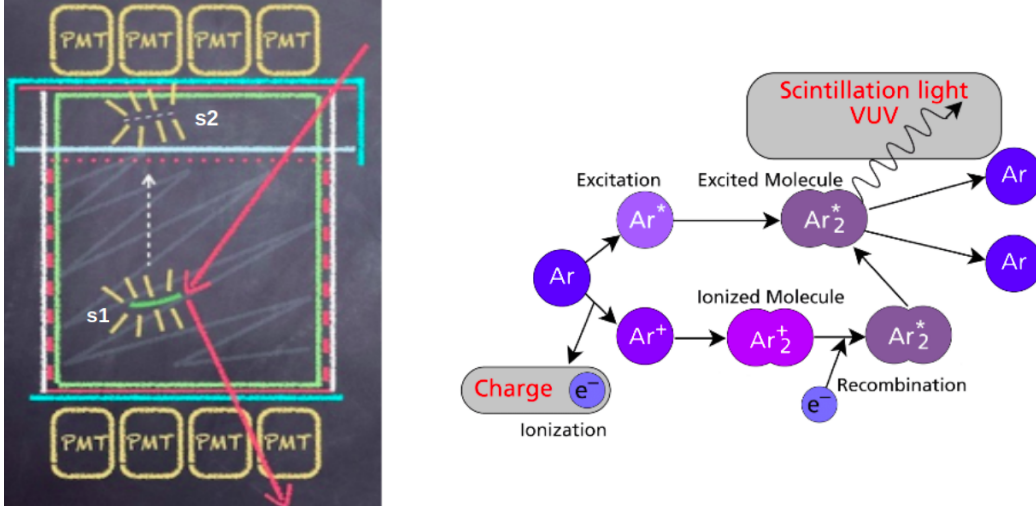 PMT PMT PMT PMT
s2
s1
PMT PMT PMT PMT
Scintillation light
VUV
Excitation
Excited Molecule
Ar
Ar*
Ar₂*
Ar
Ar
Ionized Molecule
Ar⁺
Ar₂⁺
Ar₂*
Charge e⁻
Recombination
e⁻
Ionization